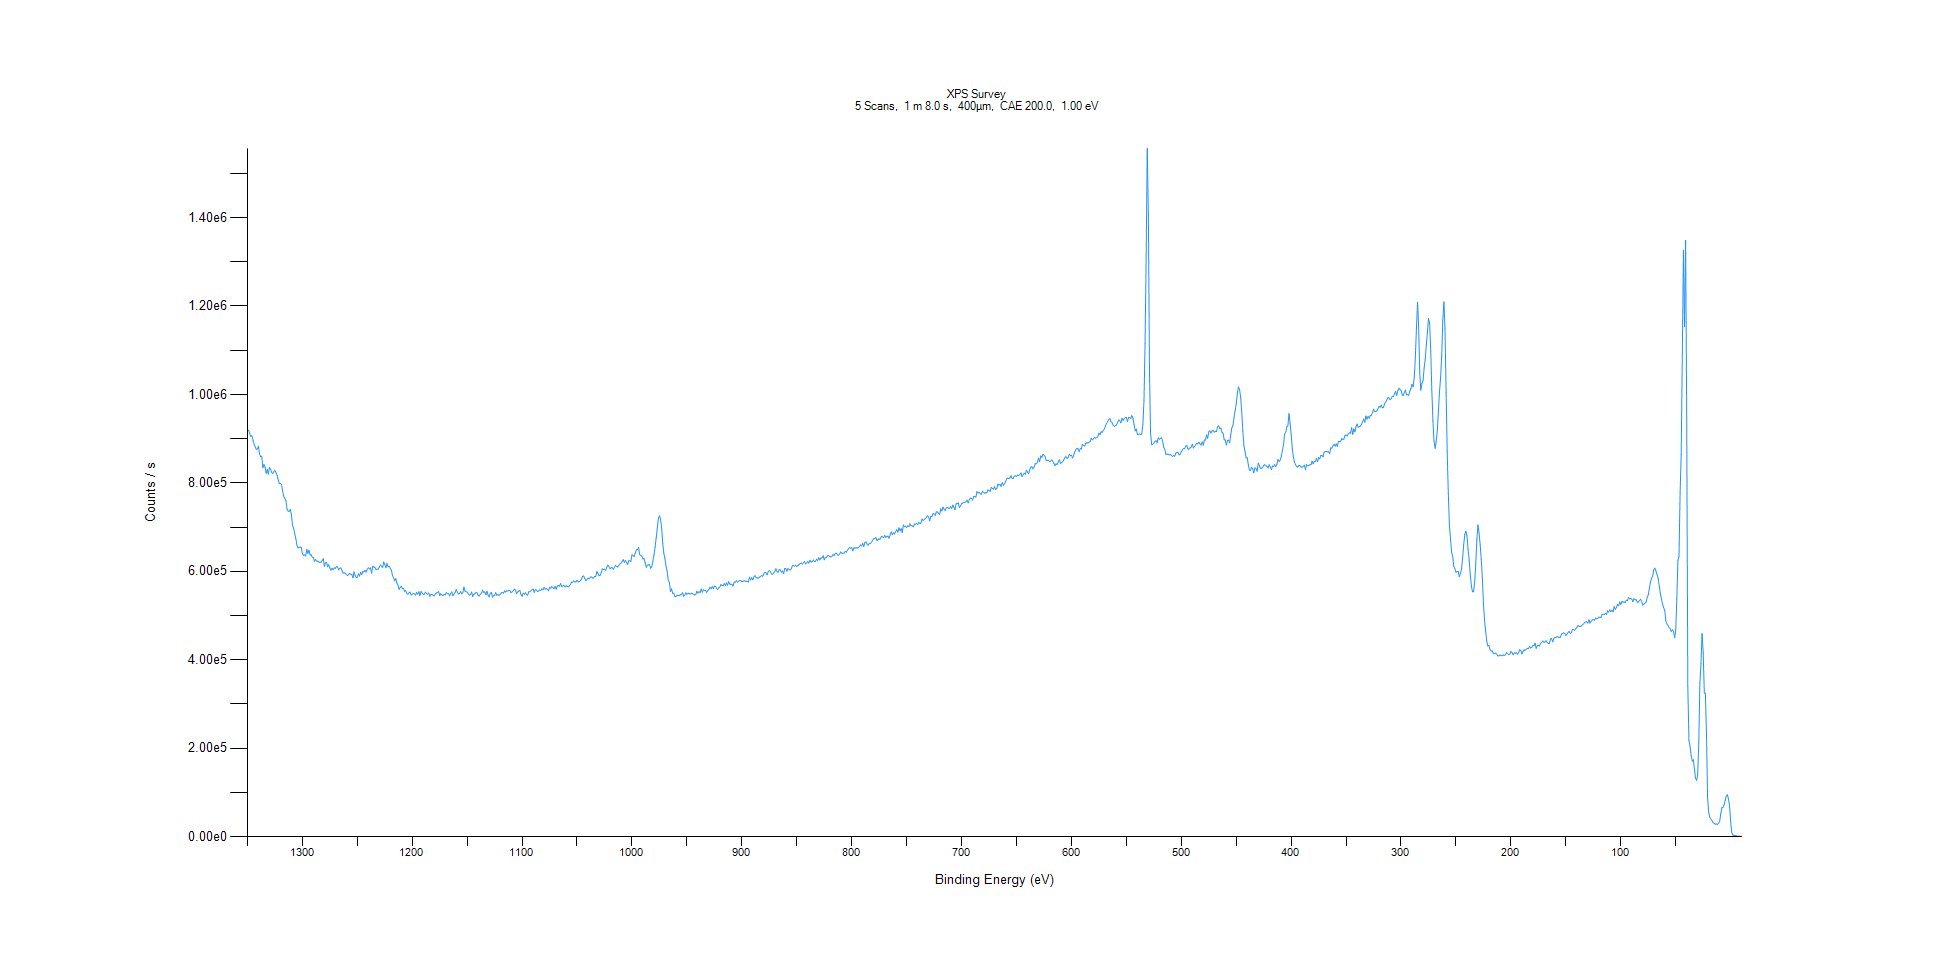 XPS Survey
5 Scans, 1 m 8.0 s, 400µm, CAE 200.0, 1.00 eV
1.40e6
1.20e6
1.00e6
8.00e5
6.00e5
4.00e5
2.00e5
0.00e0
Counts / s
1300 1200 1100 1000 900 800 700 600 500 400 300 200 100
Binding Energy (eV)